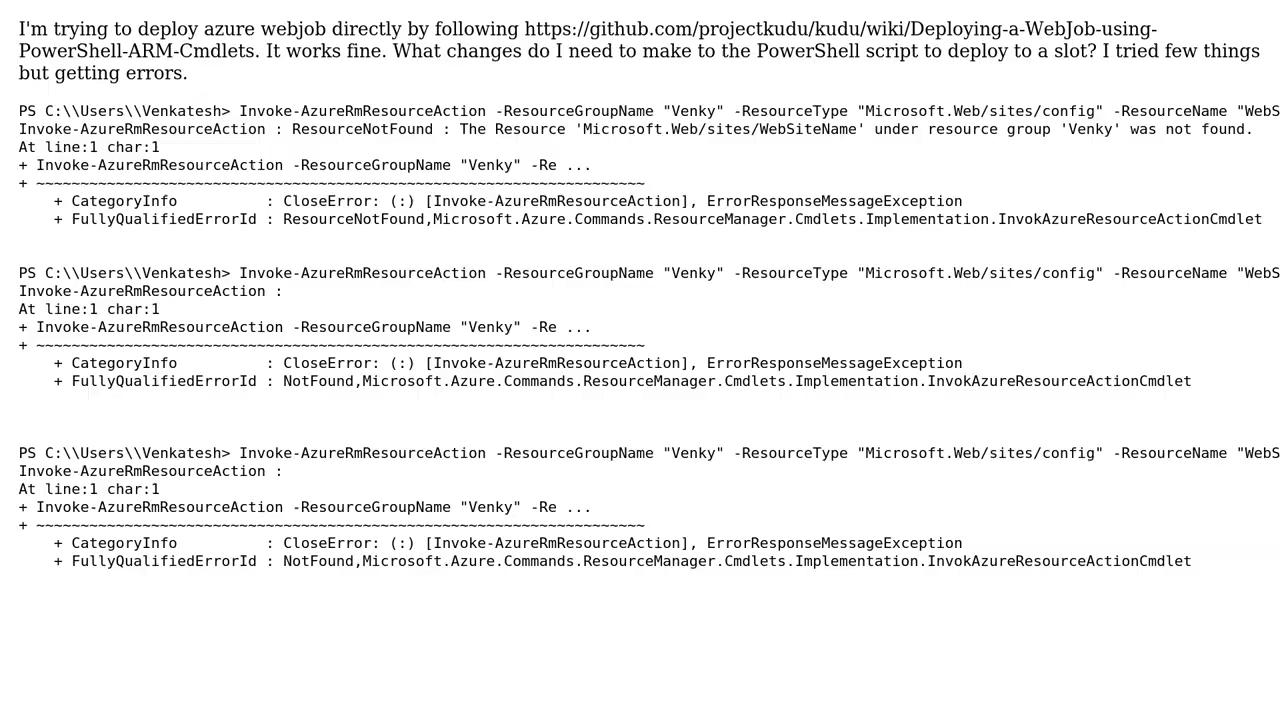 I'm trying to deploy azure webjob directly by following https://github.com/projectkudu/kudu/wiki/Deploying-a-WebJob-using-
PowerShell-ARM-Cmdlets. It works fine. What changes do I need to make to the PowerShell script to deploy to a slot? I tried few things
but getting errors.
PS C:\\Users\\Venkatesh> Invoke-AzureRmResourceAction -ResourceGroupName "Venky" -ResourceType "Microsoft.Web/sites/config" -ResourceName "WebS
Invoke-AzureRmResourceAction : ResourceNotFound : The Resource 'Microsoft.Web/sites/WebSiteName' under resource group 'Venky' was not found.
At line:1 char:1
+ Invoke-AzureRmResourceAction -ResourceGroupName "Venky" -Re ...
+ ~~~~~~~~~~~~~~~~~~~~~~~~~~~~~~~~~~~~~~~~~~~~~~~~~~~~~~~~~~~~~~~~~~~~~
    + CategoryInfo          : CloseError: (:) [Invoke-AzureRmResourceAction], ErrorResponseMessageException
    + FullyQualifiedErrorId : ResourceNotFound,Microsoft.Azure.Commands.ResourceManager.Cmdlets.Implementation.InvokAzureResourceActionCmdlet
PS C:\\Users\\Venkatesh> Invoke-AzureRmResourceAction -ResourceGroupName "Venky" -ResourceType "Microsoft.Web/sites/config" -ResourceName "WebS
Invoke-AzureRmResourceAction :
At line:1 char:1
+ Invoke-AzureRmResourceAction -ResourceGroupName "Venky" -Re ...
+ ~~~~~~~~~~~~~~~~~~~~~~~~~~~~~~~~~~~~~~~~~~~~~~~~~~~~~~~~~~~~~~~~~~~~~
    + CategoryInfo          : CloseError: (:) [Invoke-AzureRmResourceAction], ErrorResponseMessageException
    + FullyQualifiedErrorId : NotFound,Microsoft.Azure.Commands.ResourceManager.Cmdlets.Implementation.InvokAzureResourceActionCmdlet
PS C:\\Users\\Venkatesh> Invoke-AzureRmResourceAction -ResourceGroupName "Venky" -ResourceType "Microsoft.Web/sites/config" -ResourceName "WebS
Invoke-AzureRmResourceAction :
At line:1 char:1
+ Invoke-AzureRmResourceAction -ResourceGroupName "Venky" -Re ...
+ ~~~~~~~~~~~~~~~~~~~~~~~~~~~~~~~~~~~~~~~~~~~~~~~~~~~~~~~~~~~~~~~~~~~~~
    + CategoryInfo          : CloseError: (:) [Invoke-AzureRmResourceAction], ErrorResponseMessageException
    + FullyQualifiedErrorId : NotFound,Microsoft.Azure.Commands.ResourceManager.Cmdlets.Implementation.InvokAzureResourceActionCmdlet